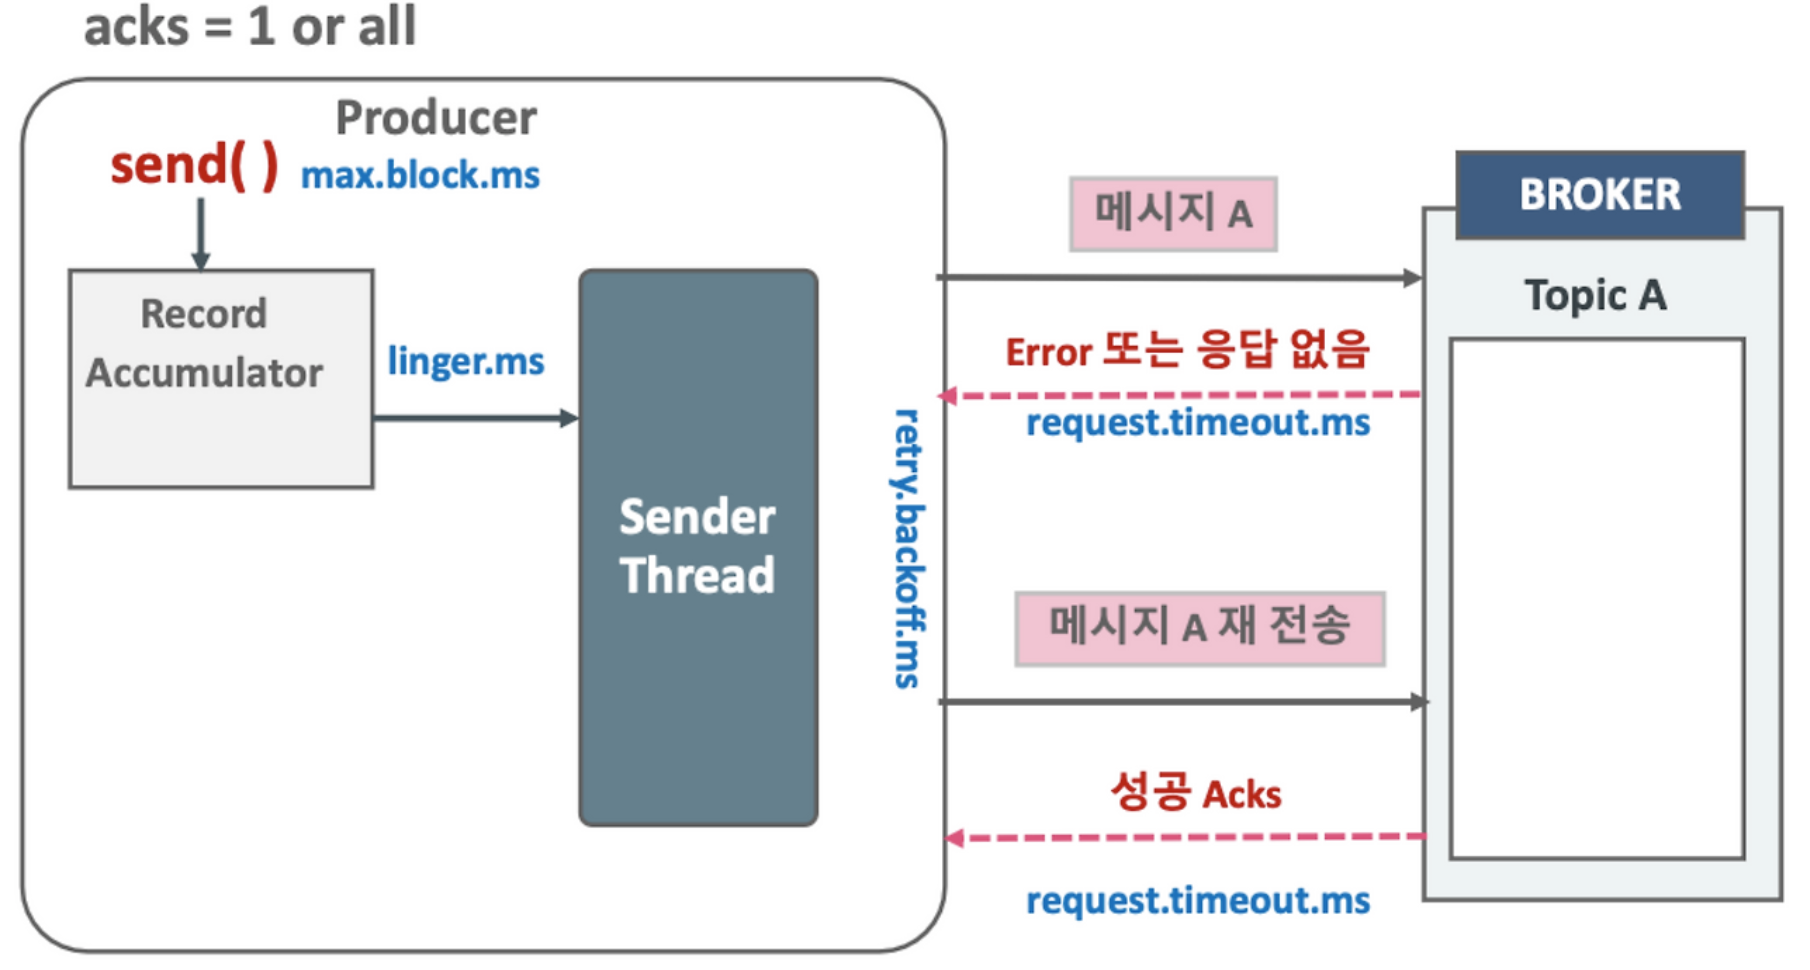 acks = 1 or all
Producer
send( ) max.block.ms
Record
Accumulator
linger.ms
Sender
Thread
retry.backoff.ms
메시지 A
Error 또는 응답 없음
request.timeout.ms
메시지 A 재 전송
성공 Acks
request.timeout.ms
BROKER
Topic A